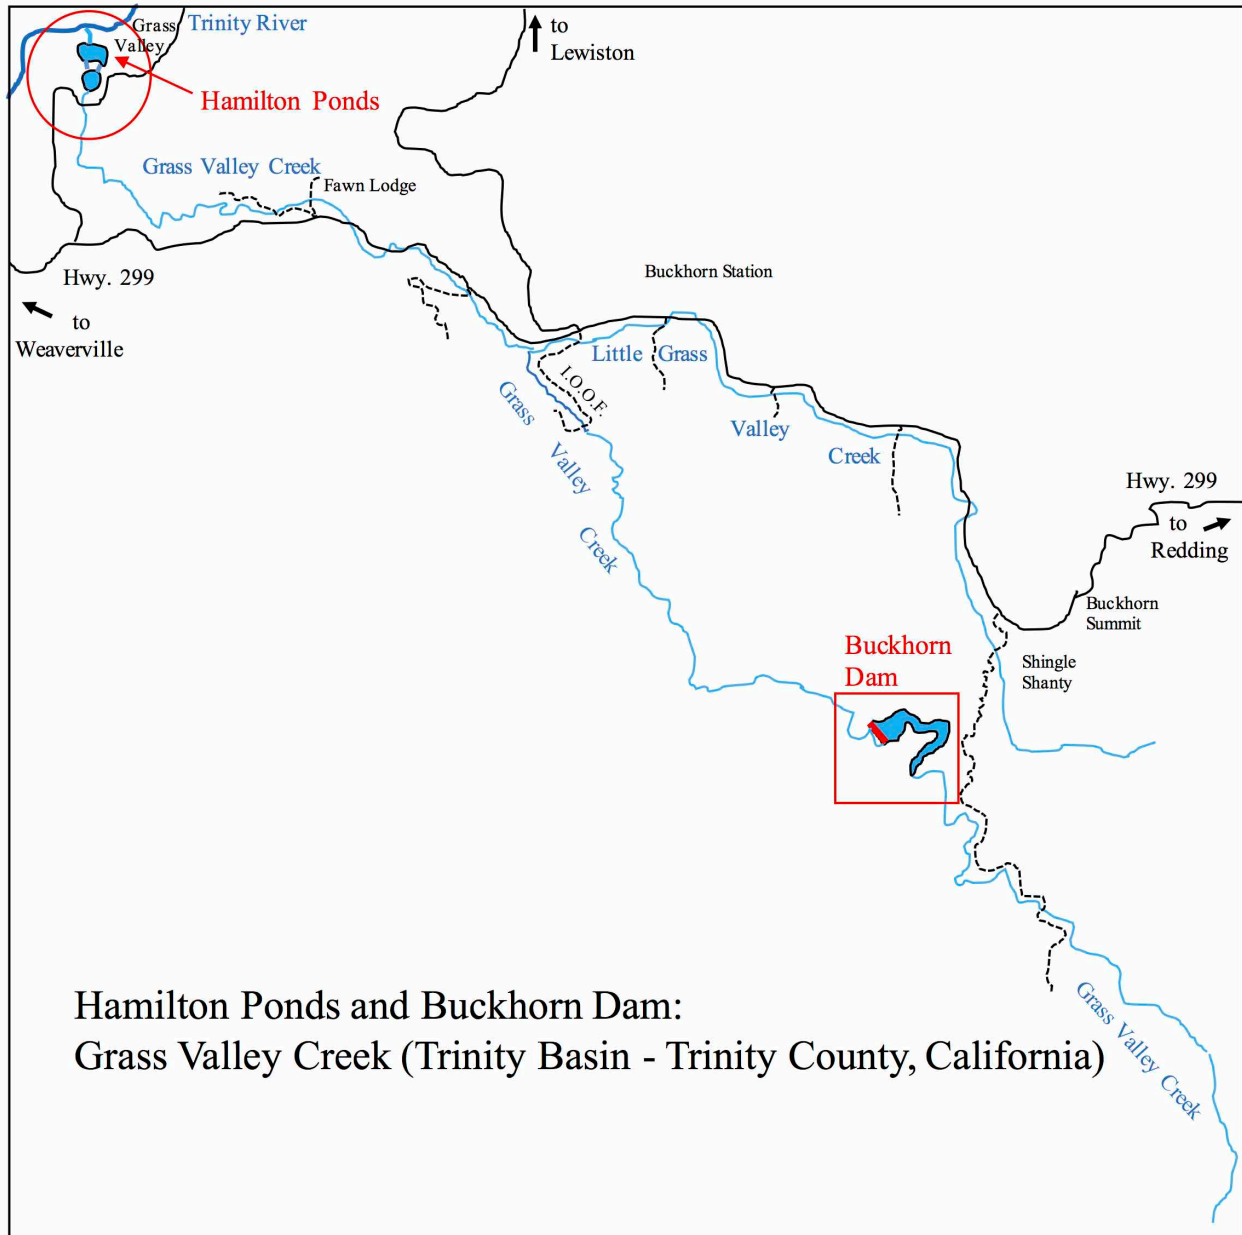 Grass
Valley
Trinity River
to
Lewiston
Hamilton Ponds
Grass Valley Creek
Fawn Lodge
Hwy. 299
to
Weaverville
Buckhorn Station
Little Grass
Valley
Creek
I.O.O.F.
Grass
Valley
Creek
Hwy. 299
to
Redding
Buckhorn
Summit
Shingle
Shanty
Buckhorn
Dam
Grass Valley Creek
Hamilton Ponds and Buckhorn Dam:
Grass Valley Creek (Trinity Basin - Trinity County, California)